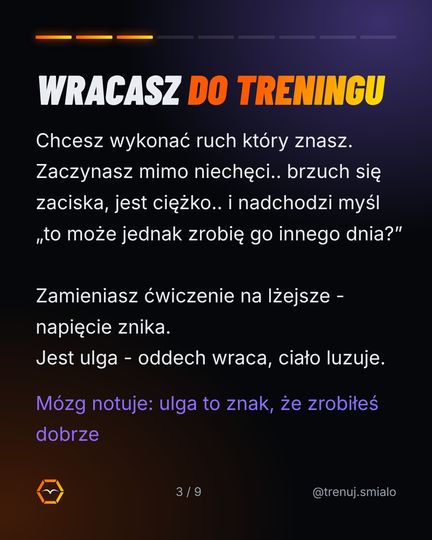 WRACASZ DO TRENINGU
Chcesz wykonać ruch który znasz.
Zaczynasz mimo niechęci.. brzuch się
zaciska, jest ciężko.. i nadchodzi myśl
„to może jednak zrobię go innego dnia?”
Zamieniasz ćwiczenie na lżejsze -
napięcie znika.
Jest ulga - oddech wraca, ciało luzuje.
Mózg notuje: ulga to znak, że zrobiłeś
dobrze
3 / 9
@trenuj.smialo